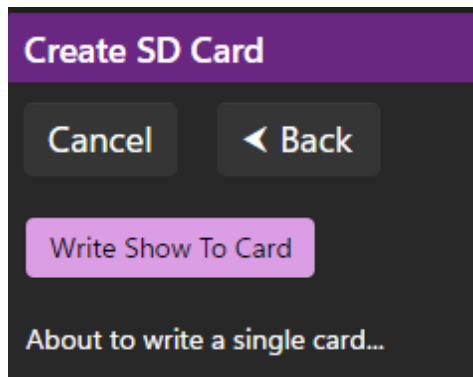 Create SD Card
Cancel
Back
Write Show To Card
About to write a single card...